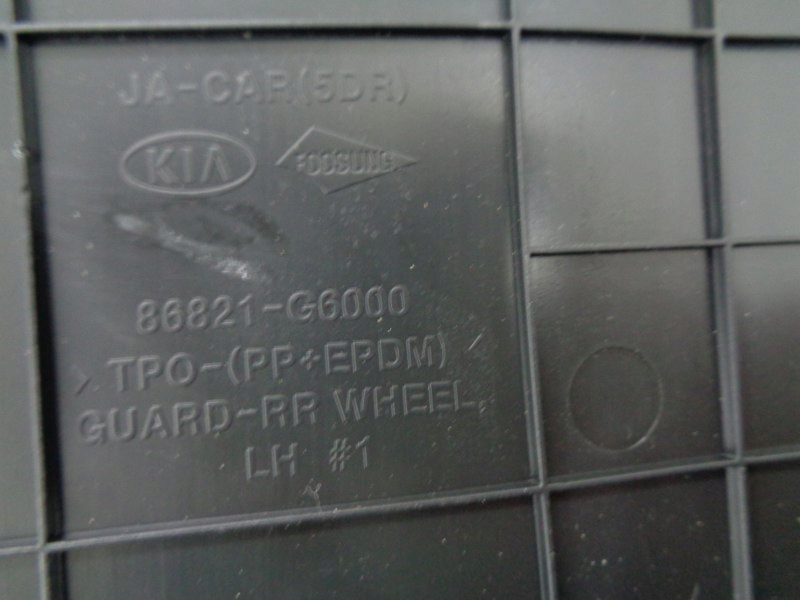 JA-CAR(5DR)
KIA FOOSUNG
86821-G6000
>TPO-(PP+EPDM)<
GUARD-RR WHEEL,
LH #1